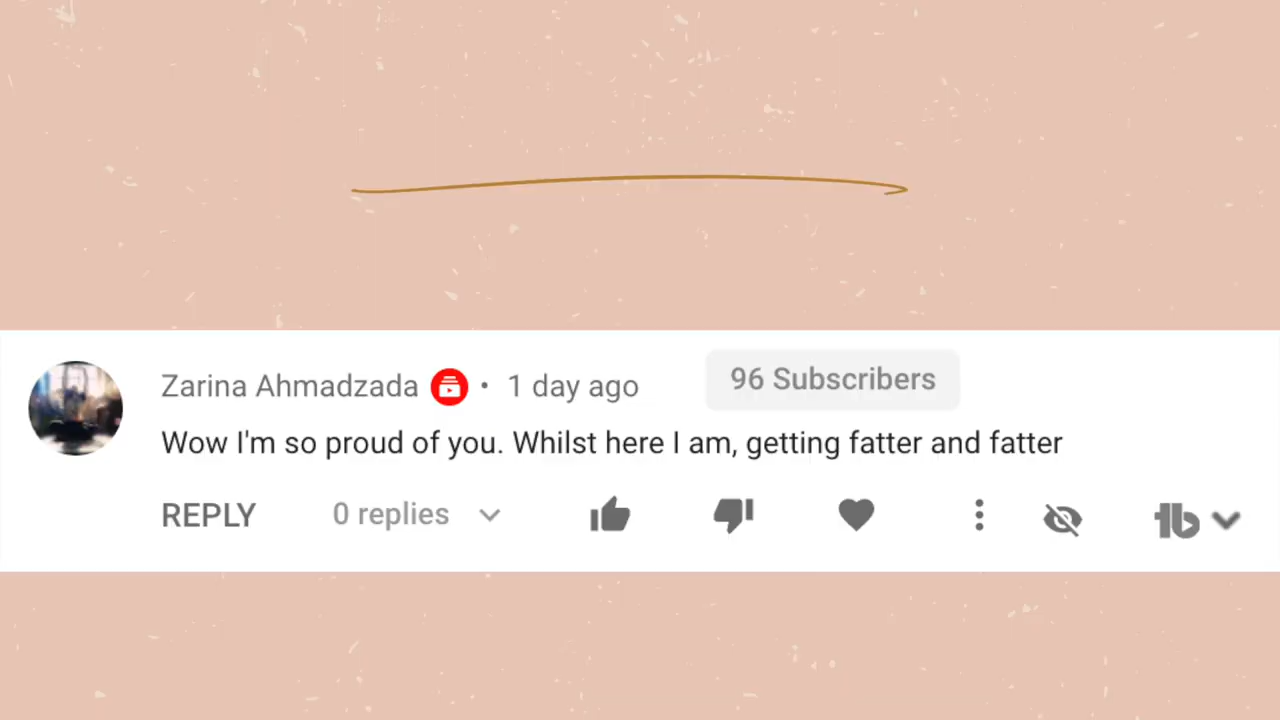 Zarina Ahmadzada • 1 day ago 96 Subscribers
Wow I'm so proud of you. Whilst here I am, getting fatter and fatter
REPLY 0 replies